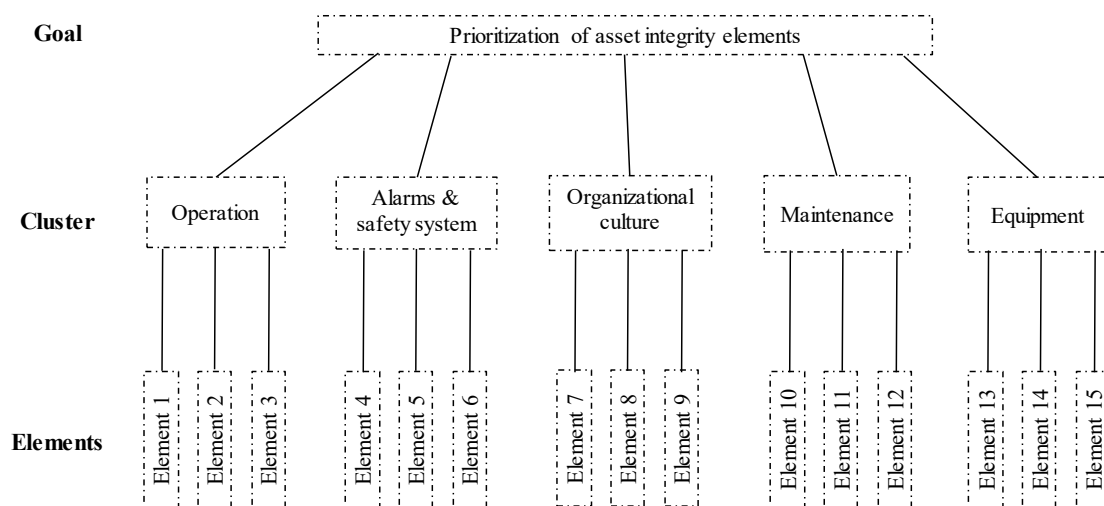 Goal
Prioritization of asset integrity elements
Cluster
Operation
Alarms &
safety system
Organizational
culture
Maintenance
Equipment
Elements
Element 1
Element 2
Element 3
Element 4
Element 5
Element 6
Element 7
Element 8
Element 9
Element 10
Element 11
Element 12
Element 13
Element 14
Element 15